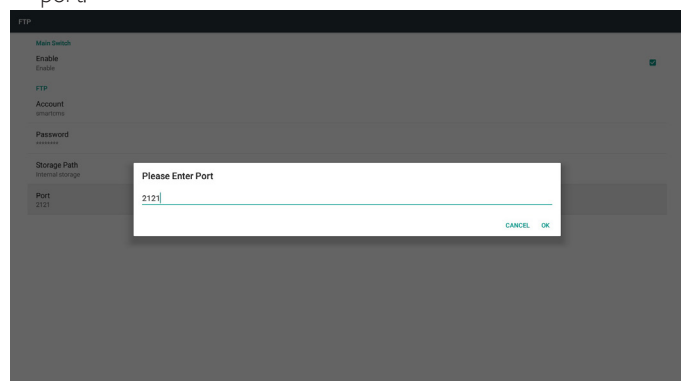 port.
FTP
Main Switch
Enable
Enable
FTP
Account
smartcms
Password
********
Storage Path
Internal storage
Port
2121
Please Enter Port
2121
CANCEL OK